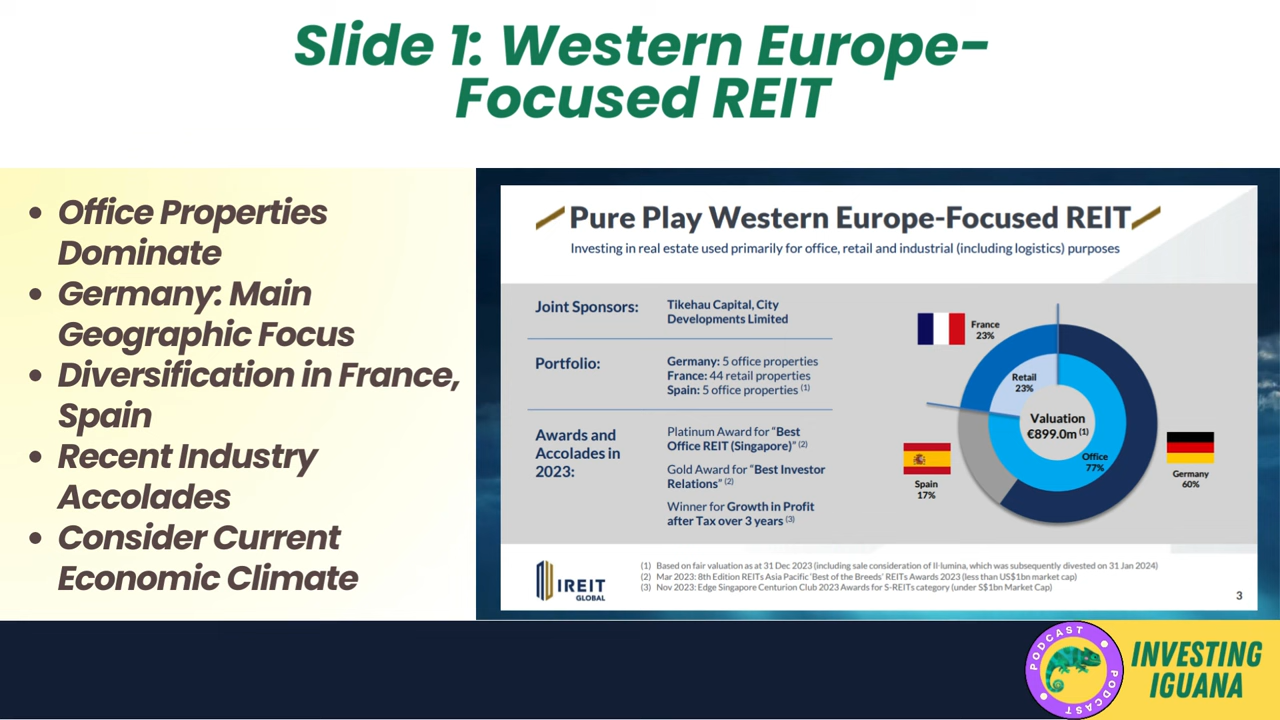 Slide 1: Western Europe-
Focused REIT
• Office Properties
Dominate
• Germany: Main
Geographic Focus
• Diversification in France,
Spain
• Recent Industry
Accolades
• Consider Current
Economic Climate
Pure Play Western Europe-Focused REIT
Investing in real estate used primarily for office, retail and industrial (including logistics) purposes
Joint Sponsors:
Tikehau Capital, City
Developments Limited
Portfolio:
Germany: 5 office properties
France: 44 retail properties
Spain: 5 office properties (1)
Awards and
Accolades in
2023:
Platinum Award for "Best
Office REIT (Singapore)" (2)
Gold Award for "Best Investor
Relations" (2)
Winner for Growth in Profit
after Tax over 3 years (3)
France
23%
Retail
23%
Valuation
€899.0m (1)
Office
77%
Spain
17%
Germany
60%
IREIT
GLOBAL
(1) Based on fair valuation as at 31 Dec 2023 (including sale consideration of Il·lumina, which was subsequently divested on 31 Jan 2024)
(2) Mar 2023: 8th Edition REITs Asia Pacific 'Best of the Breeds' REITs Awards 2023 (less than US$1bn market cap)
(3) Nov 2023: Edge Singapore Centurion Club 2023 Awards for S-REITs category (under S$1bn Market Cap)
3
PODCAST
PODCAST
INVESTING
IGUANA